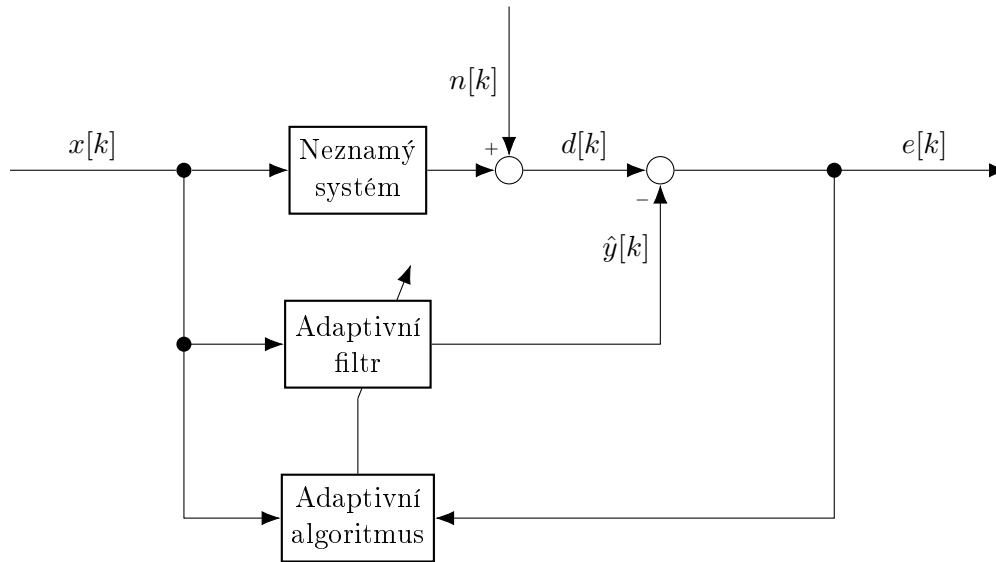 n[k]
x[k]
Neznamý
systém
+
d[k]
−
e[k]
ŷ[k]
Adaptivní
filtr
Adaptivní
algoritmus